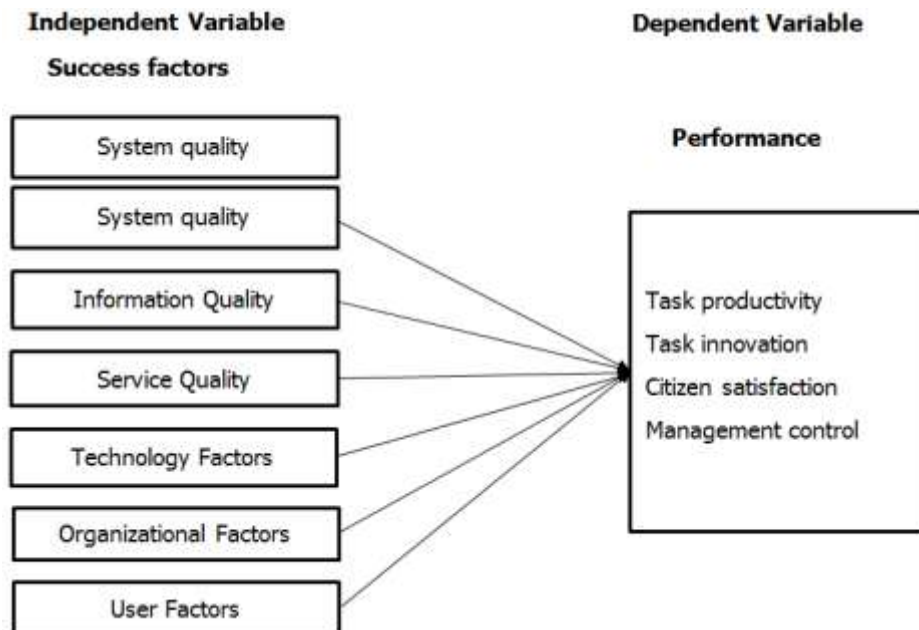 Independent Variable
Dependent Variable
Success factors
Performance
System quality
System quality
Information Quality
Service Quality
Technology Factors
Organizational Factors
User Factors
Task productivity
Task innovation
Citizen satisfaction
Management control